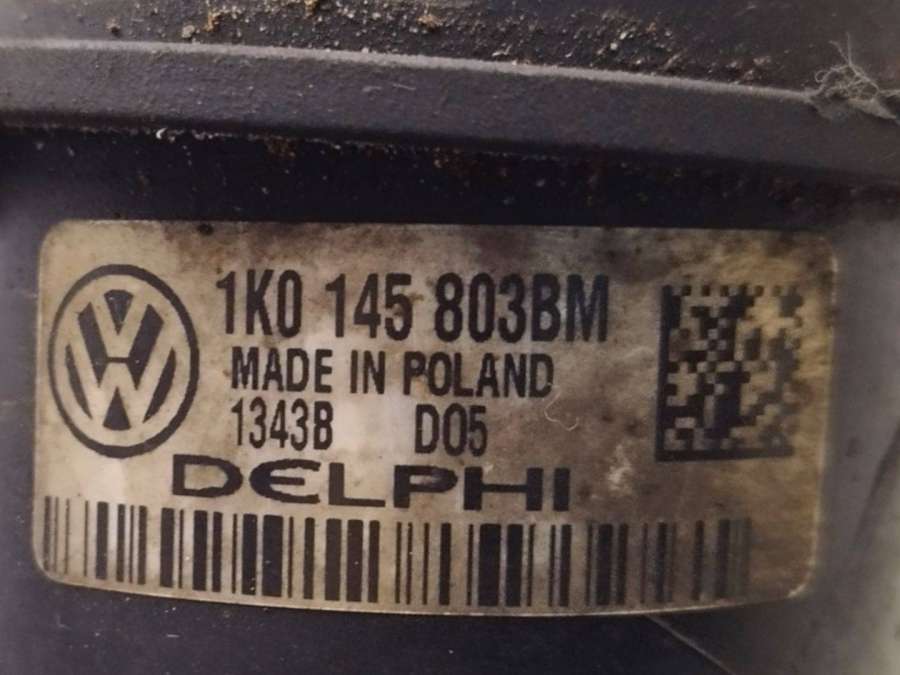 1K0 145 803BM
MADE IN POLAND
1343B D05
DELPHI